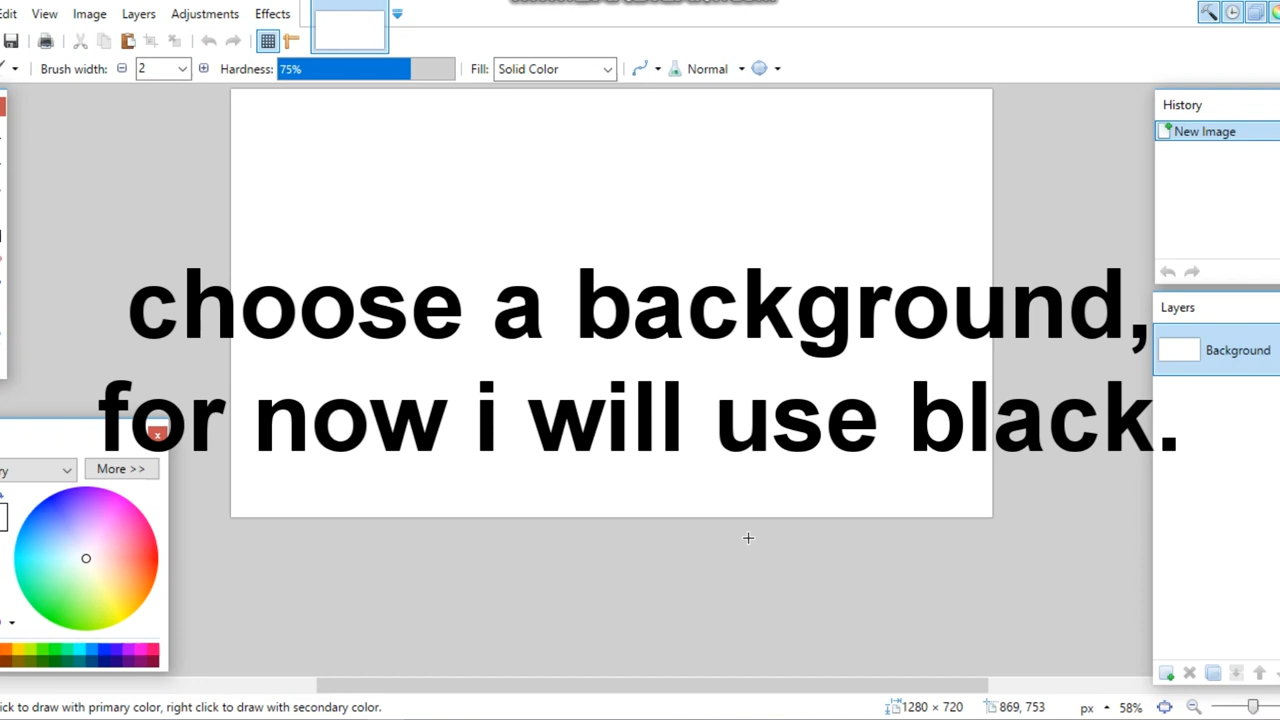 Edit View Image Layers Adjustments Effects
Brush width: 2 Hardness: 75% Fill: Solid Color Normal
History
New Image
choose a background,
for now i will use black.
Layers
Background
More >>
ick to draw with primary color, right click to draw with secondary color.
1280 × 720 869, 753 px 58%